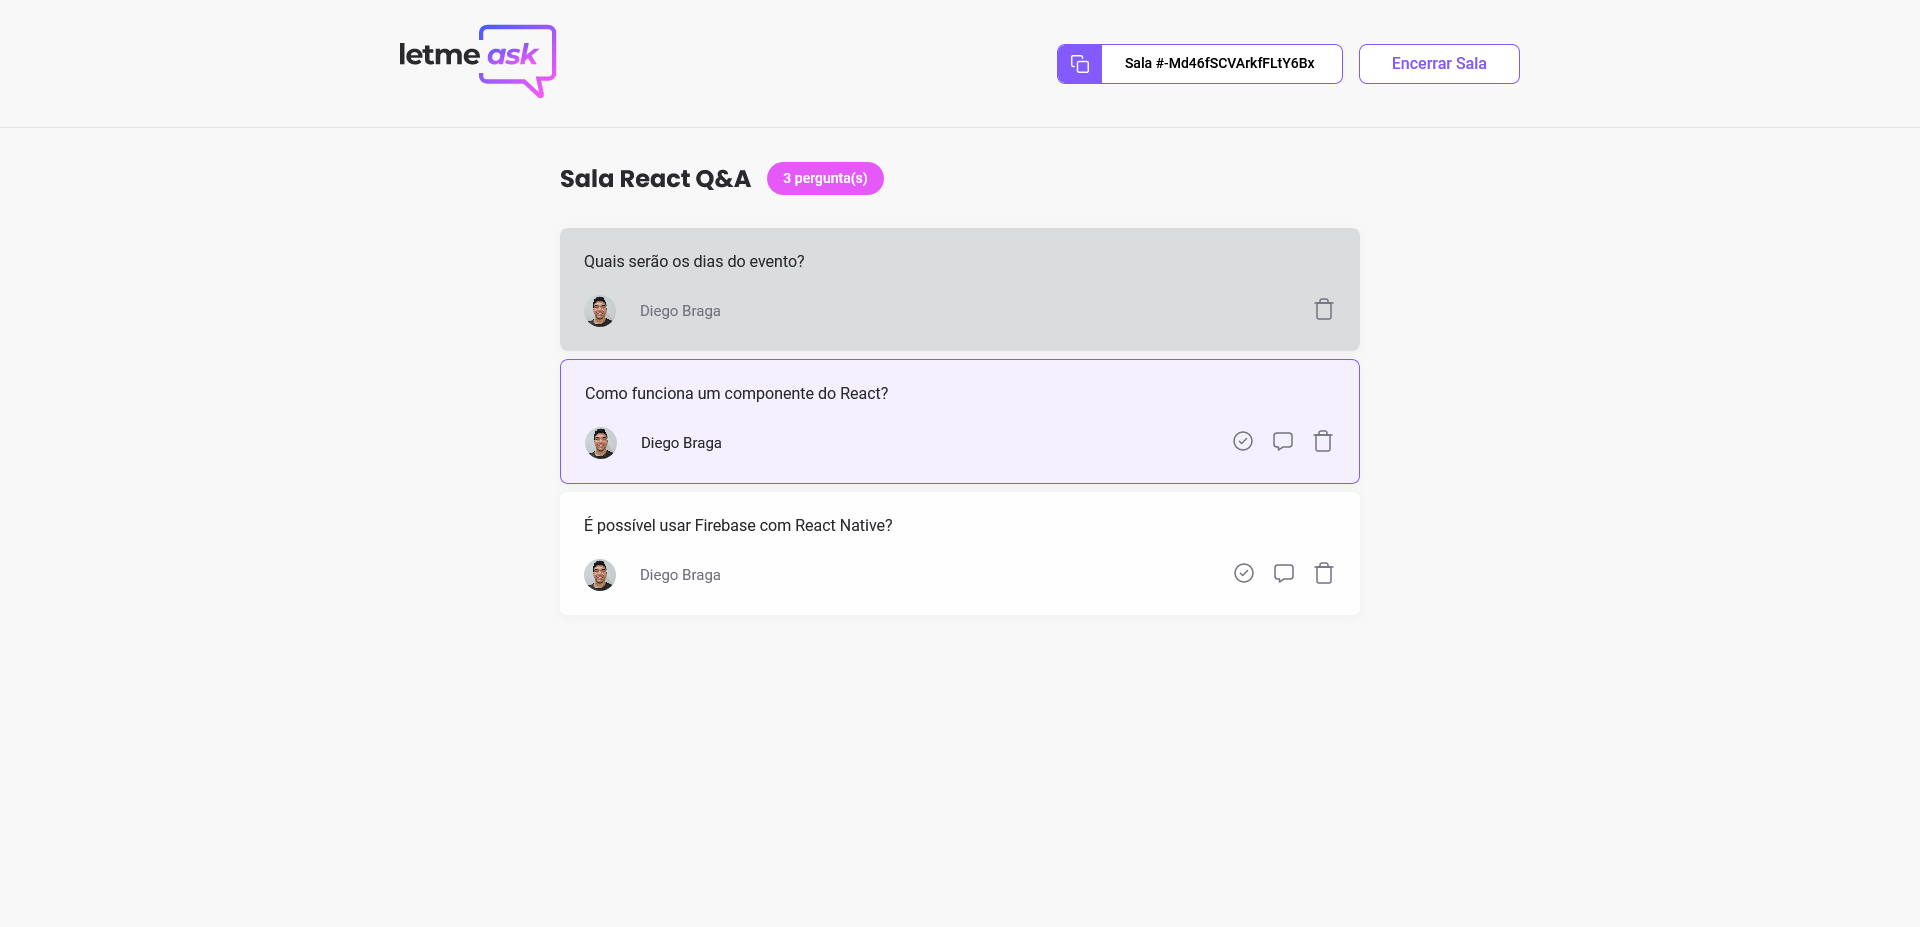 letme ask
Sala #-Md46fSCVArkfFLtY6Bx
Encerrar Sala
Sala React Q&A
3 pergunta(s)
Quais serão os dias do evento?
Diego Braga
Como funciona um componente do React?
Diego Braga
É possível usar Firebase com React Native?
Diego Braga